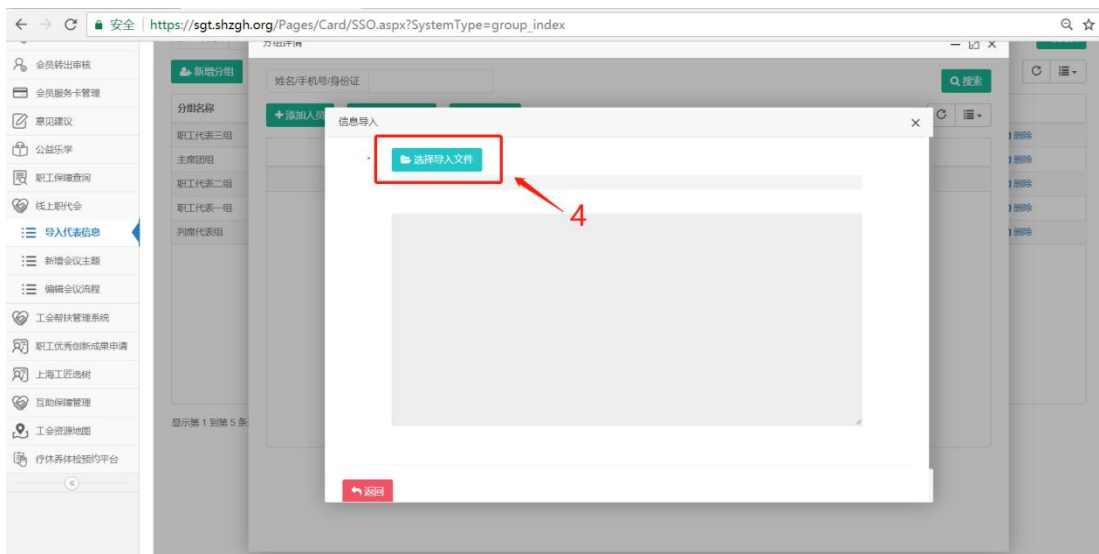 安全 https://sgt.shzgh.org/Pages/Card/SSO.aspx?SystemType=group_index
分组详情
会员转出审核
会员服务卡管理
意见建议
公益乐学
职工保障查询
线上职代会
导入代表信息
新增会议主题
编辑会议流程
工会帮扶管理系统
职工优秀创新成果申请
上海工匠选树
互助保障管理
工会资源地图
疗休养体检预约平台
新增分组
分组名称
职工代表三组
主席团组
职工代表二组
职工代表一组
列席代表组
显示第 1 到第 5 条
姓名/手机号/身份证
搜索
添加人员
信息导入
* 选择导入文件
4
返回
删除
删除
删除
删除
删除